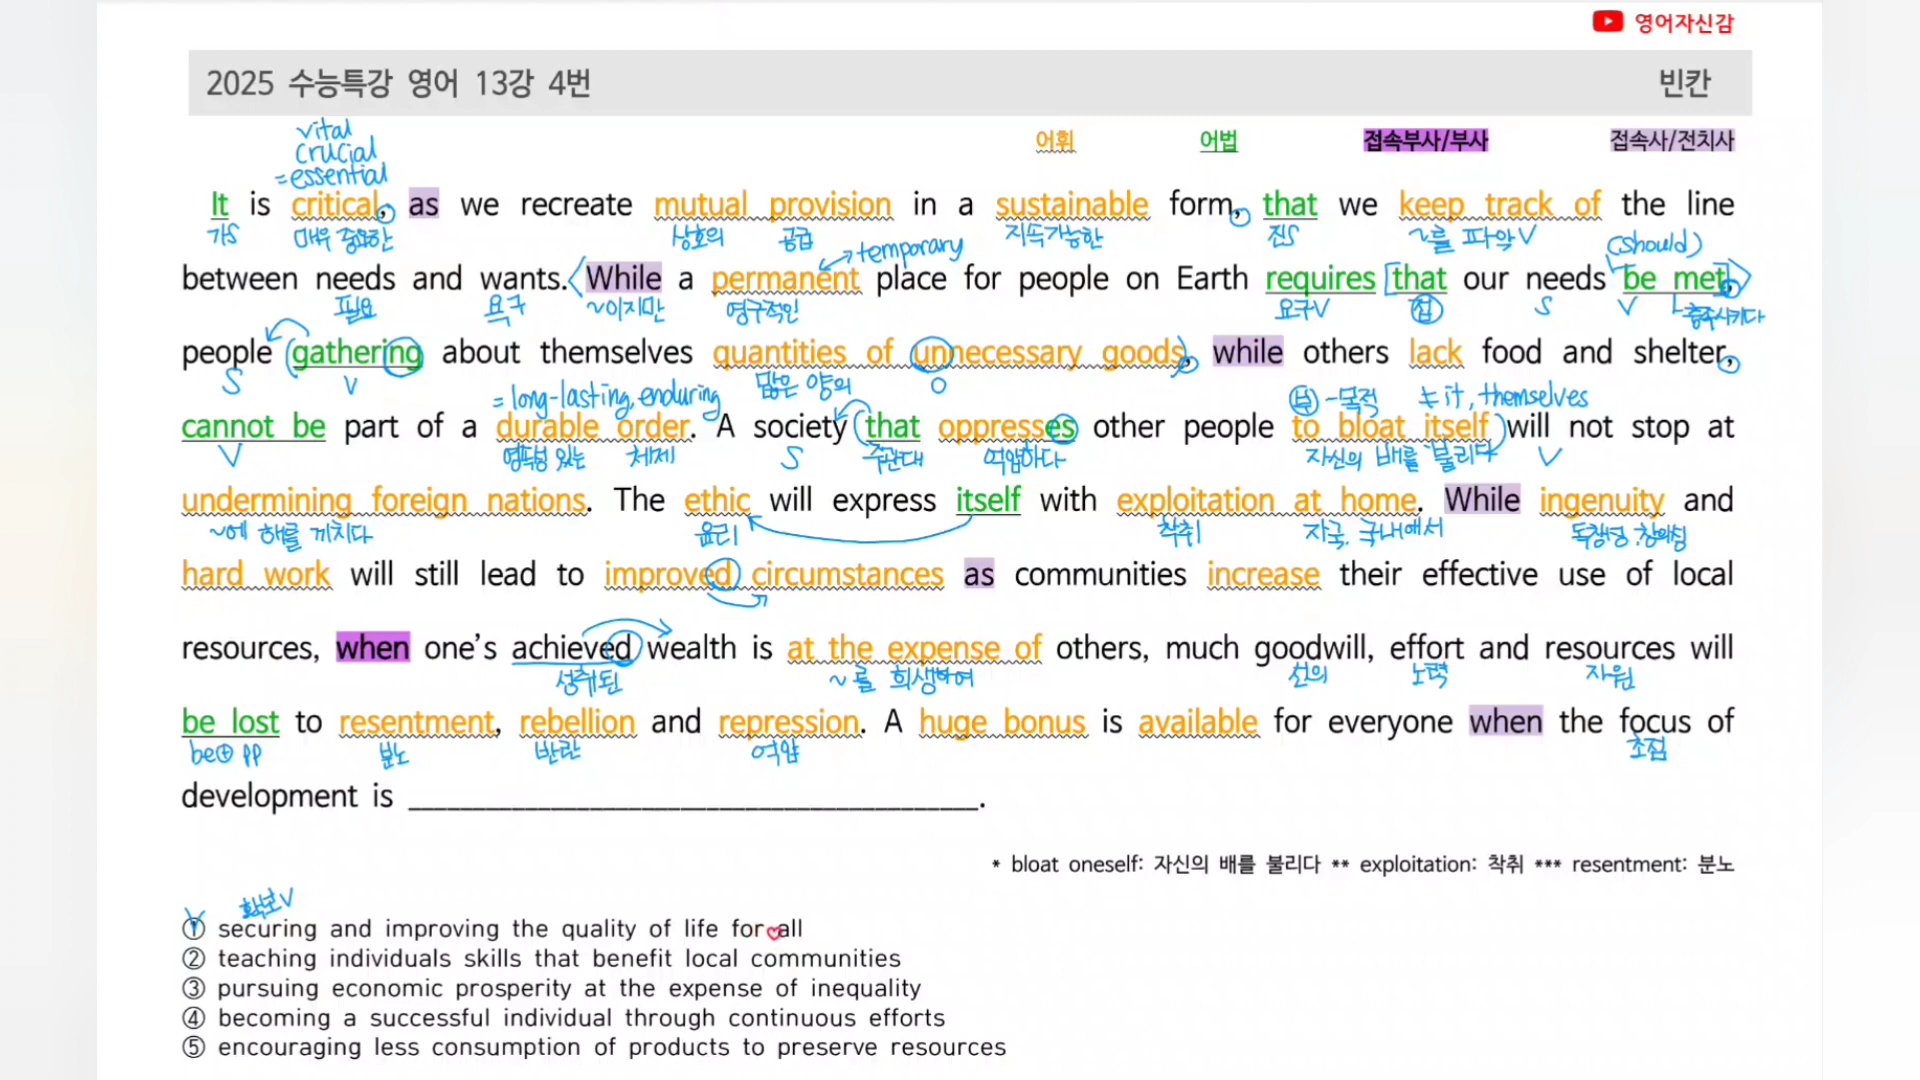 영어자신감
2025 수능특강 영어 13강 4번 빈칸
vital
crucial
어휘 어법 접속부사/부사 접속사/전치사
= essential
It is critical, as we recreate mutual provision in a sustainable form, that we keep track of the line
가S 매우 중요한 상호의 공급 지속가능한 진S ~를 파악 V
temporary (should)
between needs and wants. While a permanent place for people on Earth requires that our needs be met,
필요 욕구 ~이지만 영구적인 요구V 접 S V 충족시키다
people gathering about themselves quantities of unnecessary goods, while others lack food and shelter,
S V 많은 양의 O
= long-lasting, enduring 부 -목적 ≠ it, themselves
cannot be part of a durable order. A society that oppresses other people to bloat itself will not stop at
V 영속성 있는 체제 S 주관대 억압하다 자신의 배를 불리다 V
undermining foreign nations. The ethic will express itself with exploitation at home. While ingenuity and
~에 해를 끼치다 윤리 착취 자국, 국내에서 독창성, 창의성
hard work will still lead to improved circumstances as communities increase their effective use of local
resources, when one's achieved wealth is at the expense of others, much goodwill, effort and resources will
성취된 ~를 희생하여 선의 노력 자원
be lost to resentment, rebellion and repression. A huge bonus is available for everyone when the focus of
be⊕ pp 분노 반란 억압 초점
development is ________________________________.
* bloat oneself: 자신의 배를 불리다 ** exploitation: 착취 *** resentment: 분노
확보V
① securing and improving the quality of life for all
② teaching individuals skills that benefit local communities
③ pursuing economic prosperity at the expense of inequality
④ becoming a successful individual through continuous efforts
⑤ encouraging less consumption of products to preserve resources